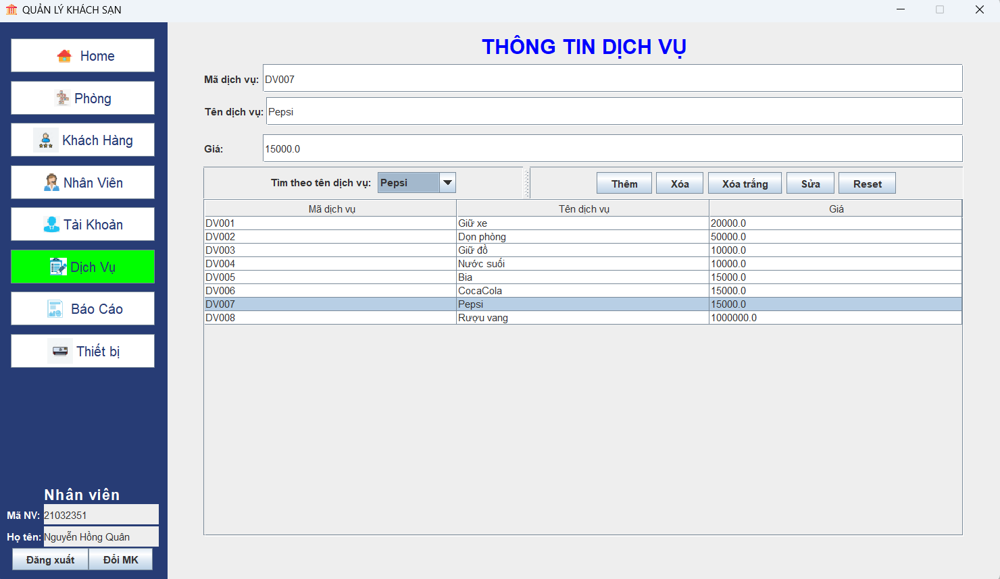 QUẢN LÝ KHÁCH SẠN
Home
Phòng
Khách Hàng
Nhân Viên
Tài Khoản
Dịch Vụ
Báo Cáo
Thiết bị
Nhân viên
Mã NV: 21032351
Họ tên: Nguyễn Hồng Quân
Đăng xuất Đổi MK
THÔNG TIN DỊCH VỤ
Mã dịch vụ: DV007
Tên dịch vụ: Pepsi
Giá: 15000.0
Tìm theo tên dịch vụ: Pepsi Thêm Xóa Xóa trắng Sửa Reset
Mã dịch vụ Tên dịch vụ Giá
DV001 Giữ xe 20000.0
DV002 Dọn phòng 50000.0
DV003 Giữ đồ 10000.0
DV004 Nước suối 10000.0
DV005 Bia 15000.0
DV006 CocaCola 15000.0
DV007 Pepsi 15000.0
DV008 Rượu vang 1000000.0